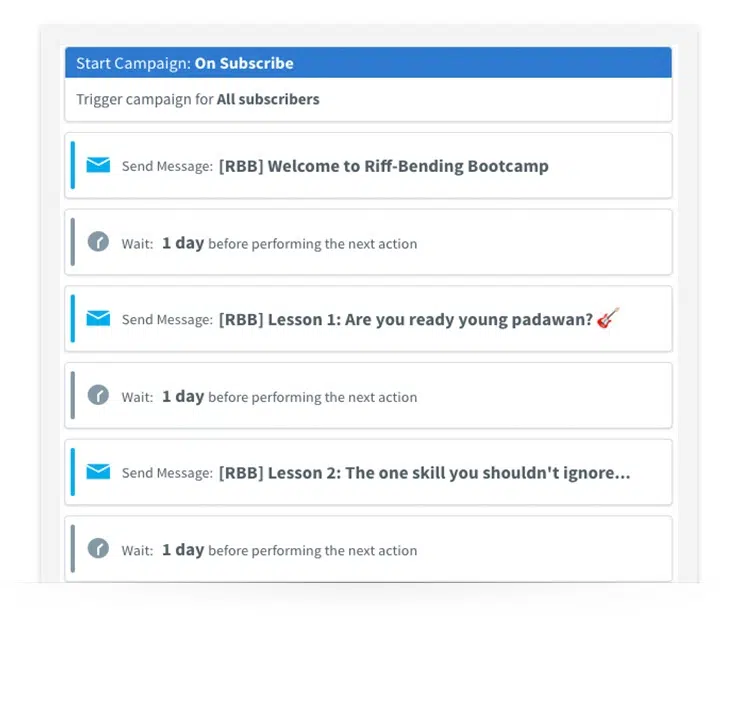 Start Campaign: On Subscribe
Trigger campaign for All subscribers
Send Message: [RBB] Welcome to Riff-Bending Bootcamp
Wait: 1 day before performing the next action
Send Message: [RBB] Lesson 1: Are you ready young padawan? 🎸
Wait: 1 day before performing the next action
Send Message: [RBB] Lesson 2: The one skill you shouldn't ignore...
Wait: 1 day before performing the next action